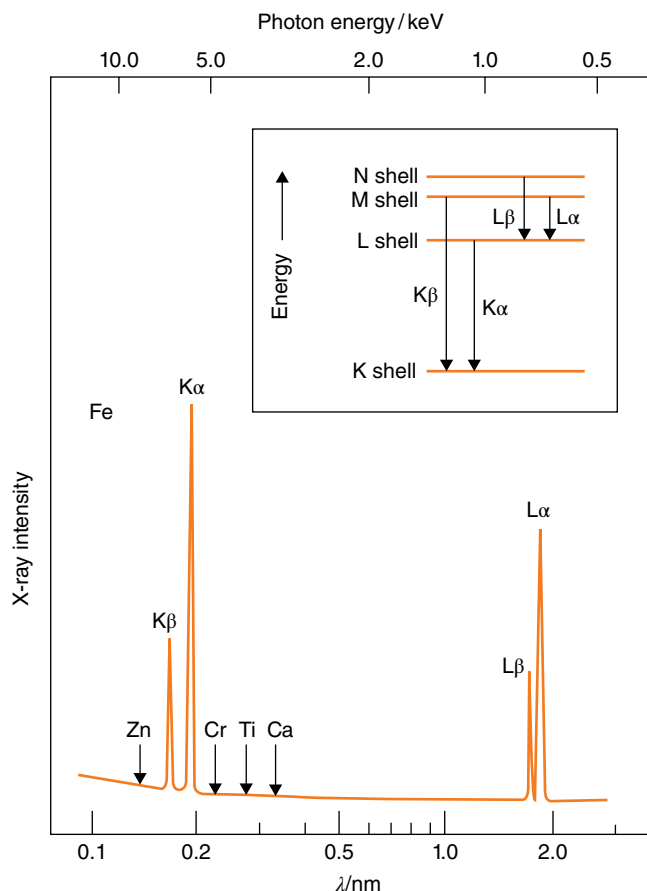 Photon energy/keV
10.0 5.0 2.0 1.0 0.5
N shell
M shell
Lβ Lα
L shell
Energy
Kβ
Kα
K shell
Kα
Fe
X-ray intensity
Lα
Kβ
Lβ
Zn Cr Ti Ca
0.1 0.2 0.5 1.0 2.0
λ/nm